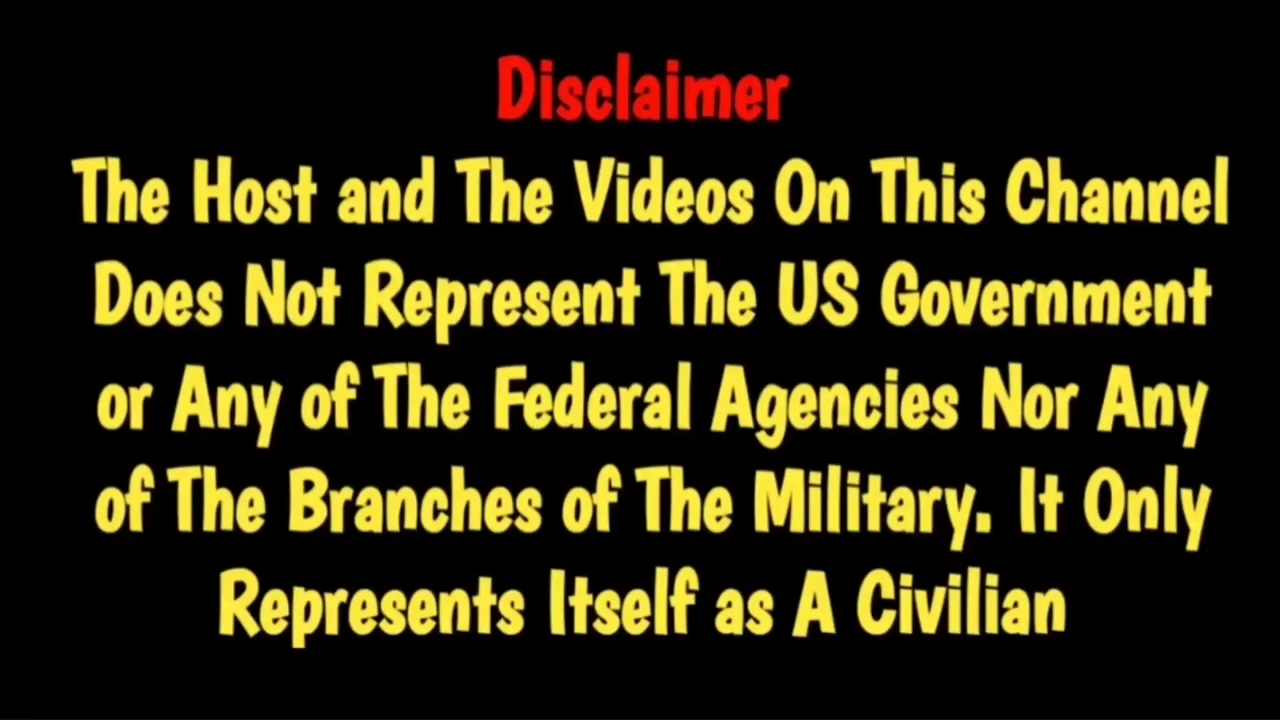 Disclaimer
The Host and The Videos On This Channel
Does Not Represent The US Government
or Any of The Federal Agencies Nor Any
of The Branches of The Military. It Only
Represents Itself as A Civilian